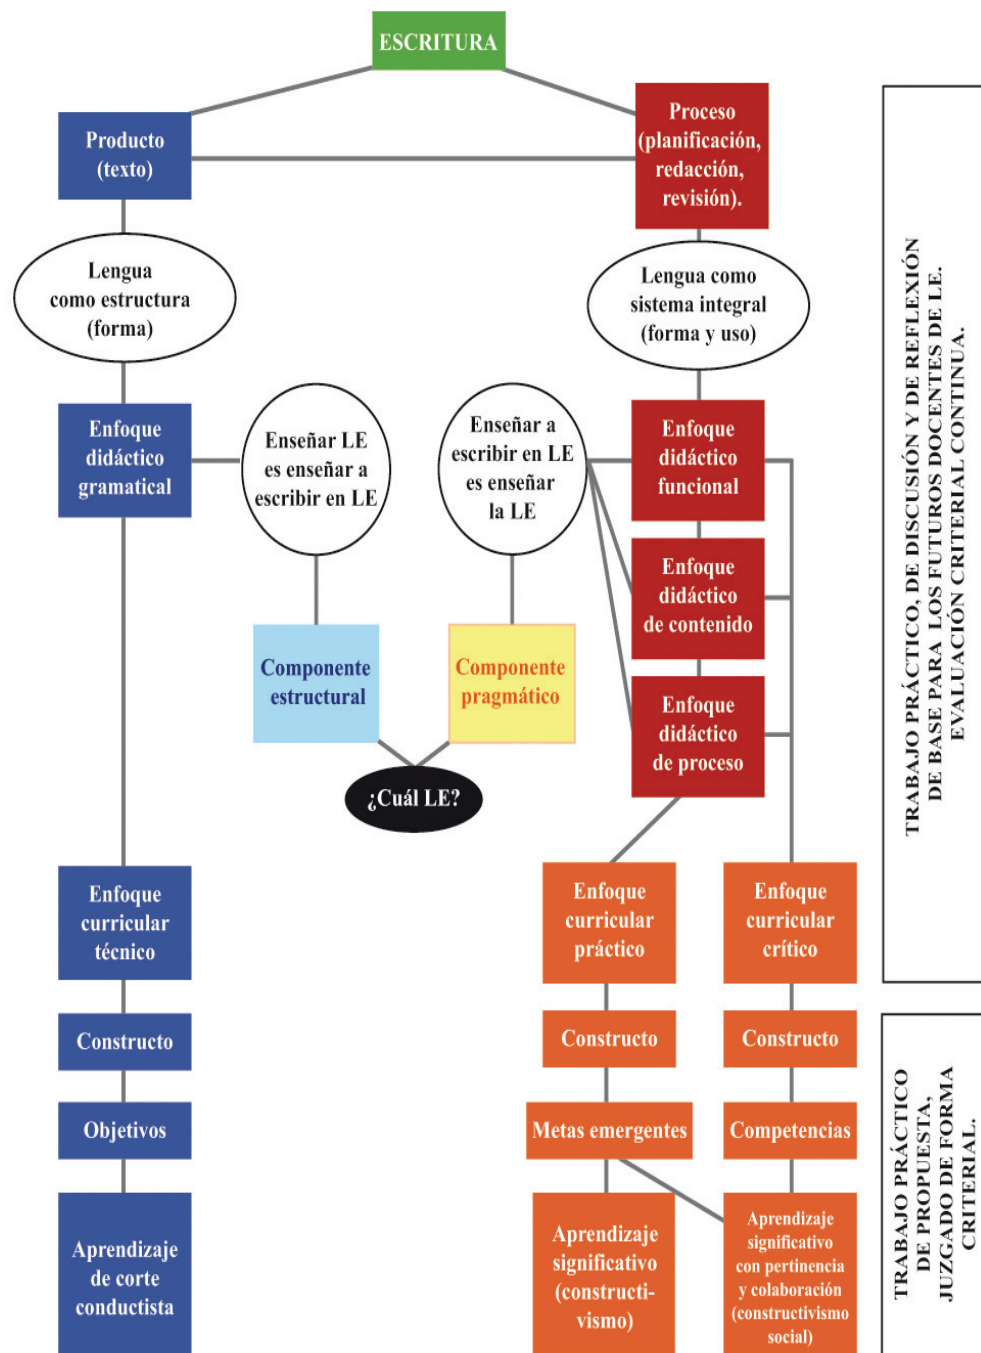 ESCRITURA
Producto
(texto)
Proceso
(planificación,
redacción,
revisión).
Lengua
como estructura
(forma)
Lengua como
sistema integral
(forma y uso)
Enfoque
didáctico
gramatical
Enseñar LE
es enseñar a
escribir en LE
Enseñar a
escribir en LE
es enseñar
la LE
Enfoque
didáctico
funcional
Enfoque
didáctico
de contenido
Componente
estructural
Componente
pragmático
Enfoque
didáctico
de proceso
¿Cuál LE?
Enfoque
curricular
técnico
Enfoque
curricular
práctico
Enfoque
curricular
crítico
Constructo
Constructo
Constructo
Objetivos
Metas emergentes
Competencias
Aprendizaje
de corte
conductista
Aprendizaje
significativo
(constructi-
vismo)
Aprendizaje
significativo
con pertinencia
y colaboración
(constructivismo
social)
TRABAJO PRÁCTICO, DE DISCUSIÓN Y DE REFLEXIÓN
DE BASE PARA LOS FUTUROS DOCENTES DE LE.
EVALUACIÓN CRITERIAL CONTINUA.
TRABAJO PRÁCTICO
DE PROPUESTA,
JUZGADO DE FORMA
CRITERIAL.